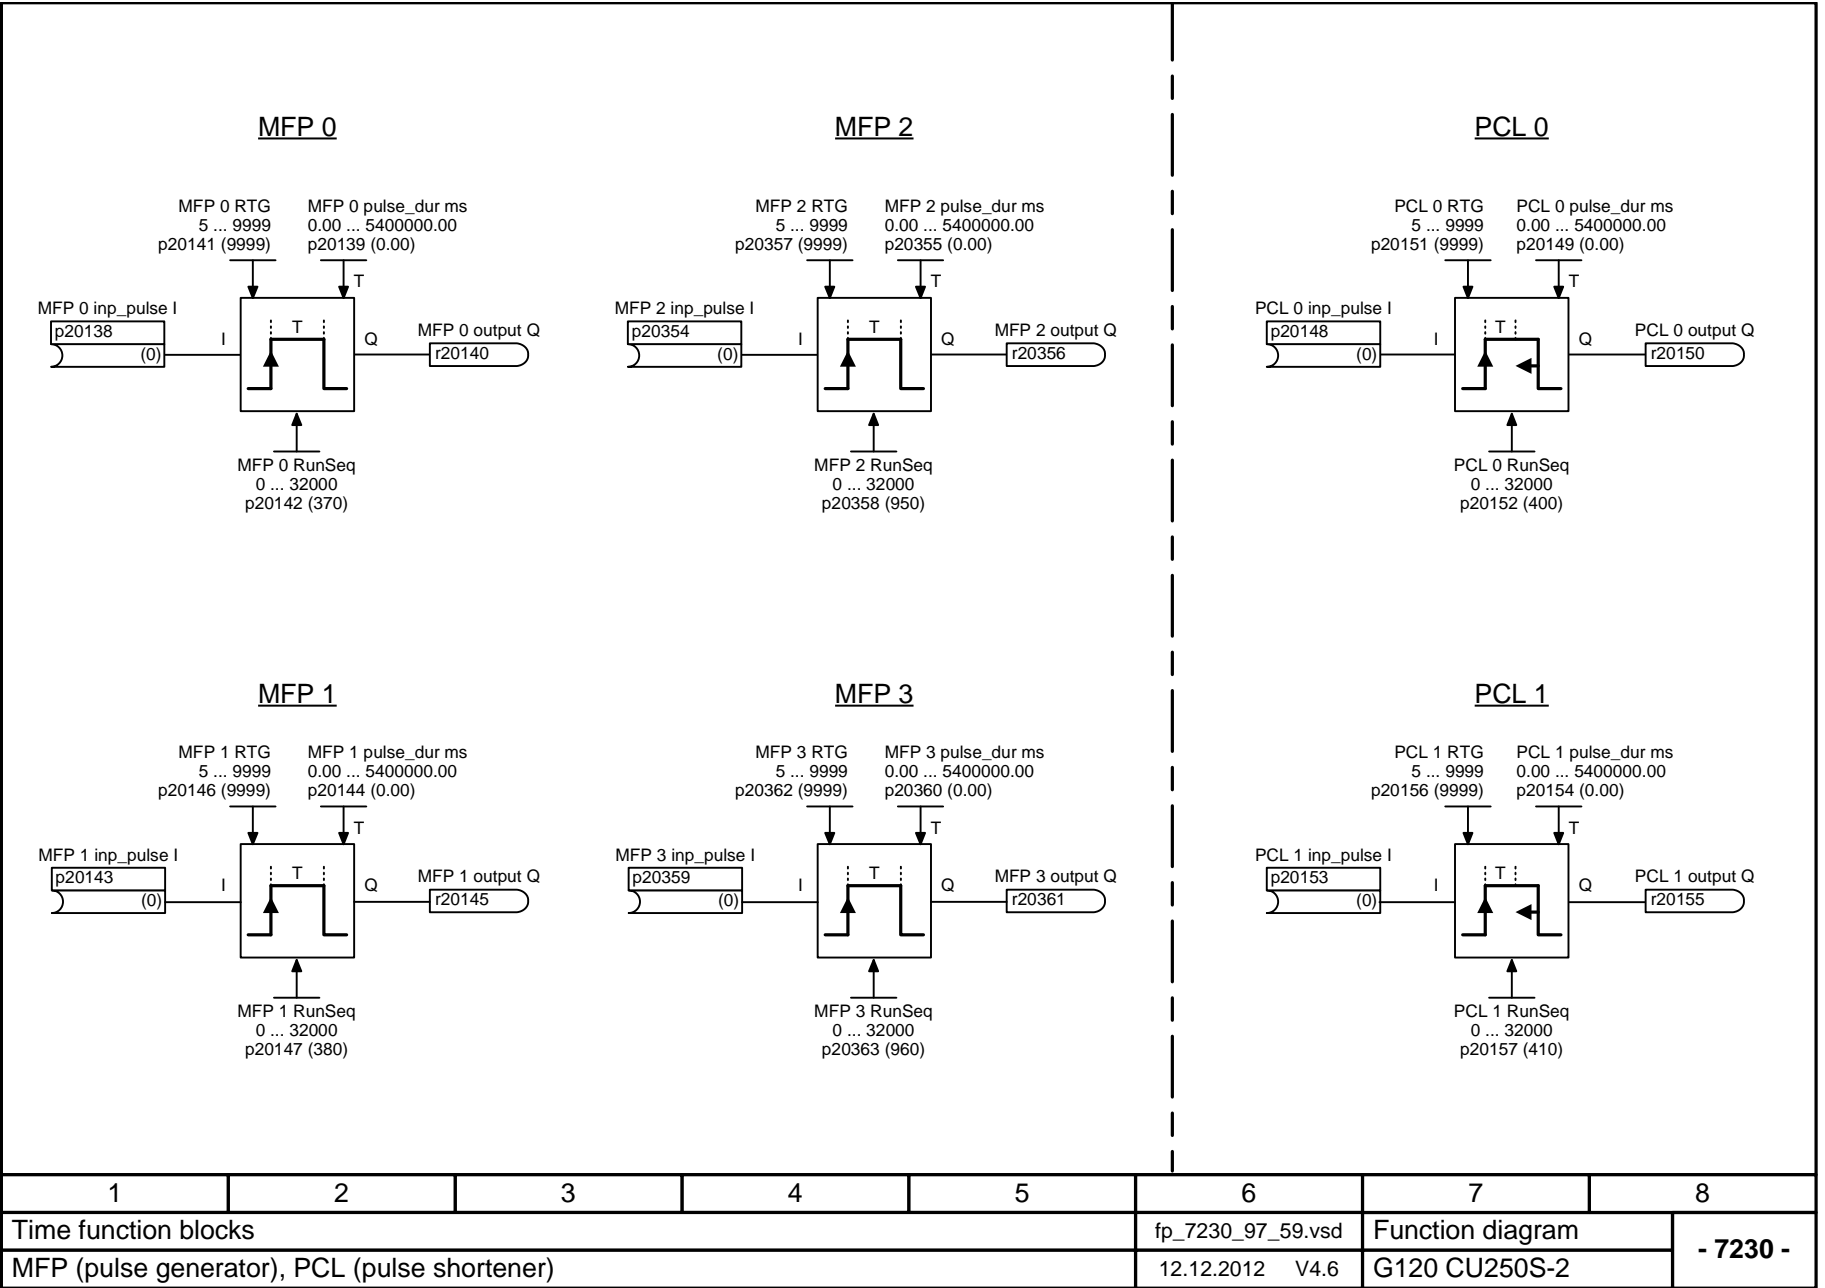 MFP 0
MFP 0 RTG
5 ... 9999
p20141 (9999)
MFP 0 pulse_dur ms
0.00 ... 5400000.00
p20139 (0.00)
T
MFP 0 inp_pulse I
p20138
(0)
I
T
Q
MFP 0 output Q
r20140
MFP 0 RunSeq
0 ... 32000
p20142 (370)
MFP 2
MFP 2 RTG
5 ... 9999
p20357 (9999)
MFP 2 pulse_dur ms
0.00 ... 5400000.00
p20355 (0.00)
T
MFP 2 inp_pulse I
p20354
(0)
I
T
Q
MFP 2 output Q
r20356
MFP 2 RunSeq
0 ... 32000
p20358 (950)
PCL 0
PCL 0 RTG
5 ... 9999
p20151 (9999)
PCL 0 pulse_dur ms
0.00 ... 5400000.00
p20149 (0.00)
T
PCL 0 inp_pulse I
p20148
(0)
I
T
Q
PCL 0 output Q
r20150
PCL 0 RunSeq
0 ... 32000
p20152 (400)
MFP 1
MFP 1 RTG
5 ... 9999
p20146 (9999)
MFP 1 pulse_dur ms
0.00 ... 5400000.00
p20144 (0.00)
T
MFP 1 inp_pulse I
p20143
(0)
I
T
Q
MFP 1 output Q
r20145
MFP 1 RunSeq
0 ... 32000
p20147 (380)
MFP 3
MFP 3 RTG
5 ... 9999
p20362 (9999)
MFP 3 pulse_dur ms
0.00 ... 5400000.00
p20360 (0.00)
T
MFP 3 inp_pulse I
p20359
(0)
I
T
Q
MFP 3 output Q
r20361
MFP 3 RunSeq
0 ... 32000
p20363 (960)
PCL 1
PCL 1 RTG
5 ... 9999
p20156 (9999)
PCL 1 pulse_dur ms
0.00 ... 5400000.00
p20154 (0.00)
T
PCL 1 inp_pulse I
p20153
(0)
I
T
Q
PCL 1 output Q
r20155
PCL 1 RunSeq
0 ... 32000
p20157 (410)
1 2 3 4 5 6 7 8
Time function blocks
fp_7230_97_59.vsd
Function diagram
- 7230 -
MFP (pulse generator), PCL (pulse shortener)
12.12.2012 V4.6
G120 CU250S-2